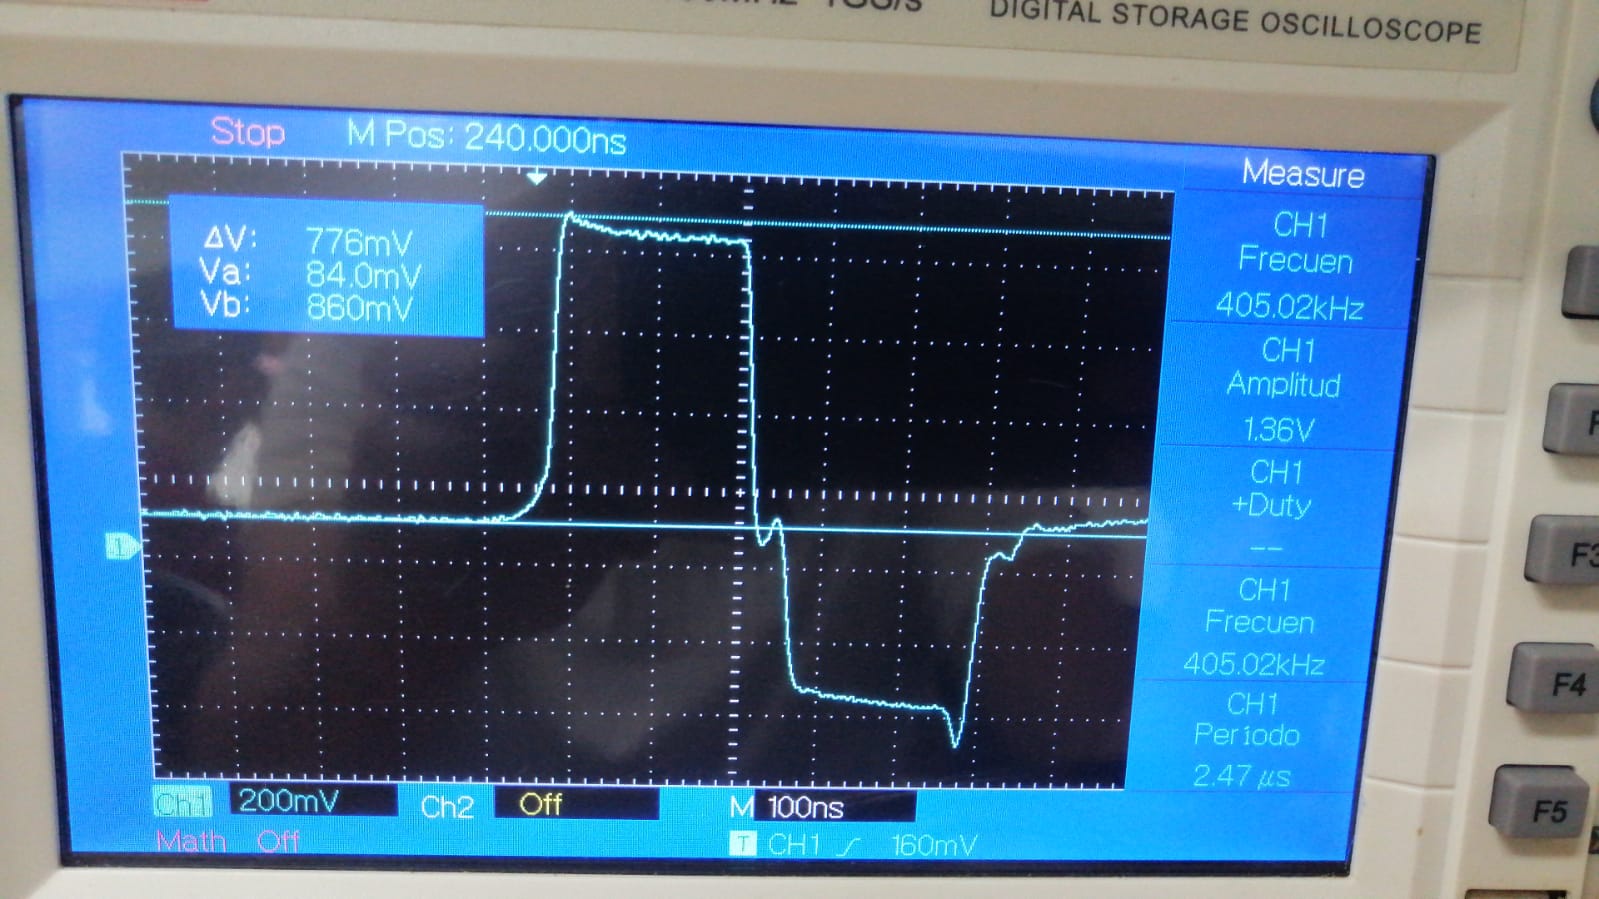 DIGITAL STORAGE OSCILLOSCOPE
Stop M Pos: 240.000ns
Measure
ΔV: 776mV
Va: 84.0mV
Vb: 860mV
CH1
Frecuen
405.02kHz
CH1
Amplitud
1.36V
CH1
+Duty
--
CH1
Frecuen
405.02kHz
CH1
Período
2.47 µs
1
Ch1 200mV Ch2 Off M 100ns
Math Off T CH1 160mV
F3
F4
F5